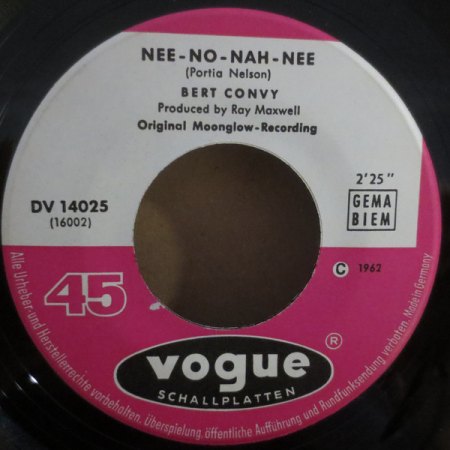 NEE-NO-NAH-NEE
(Portia Nelson)
BERT CONVY
Produced by Ray Maxwell
Original Moonglow-Recording
DV 14025
(16002)
2'25"
GEMA
BIEM
© 1962
45
vogue ®
SCHALLPLATTEN
Alle Urheber- und Herstellerrechte vorbehalten. Überspielung, öffentliche Aufführung und Rundfunksendung verboten. Made in Germany